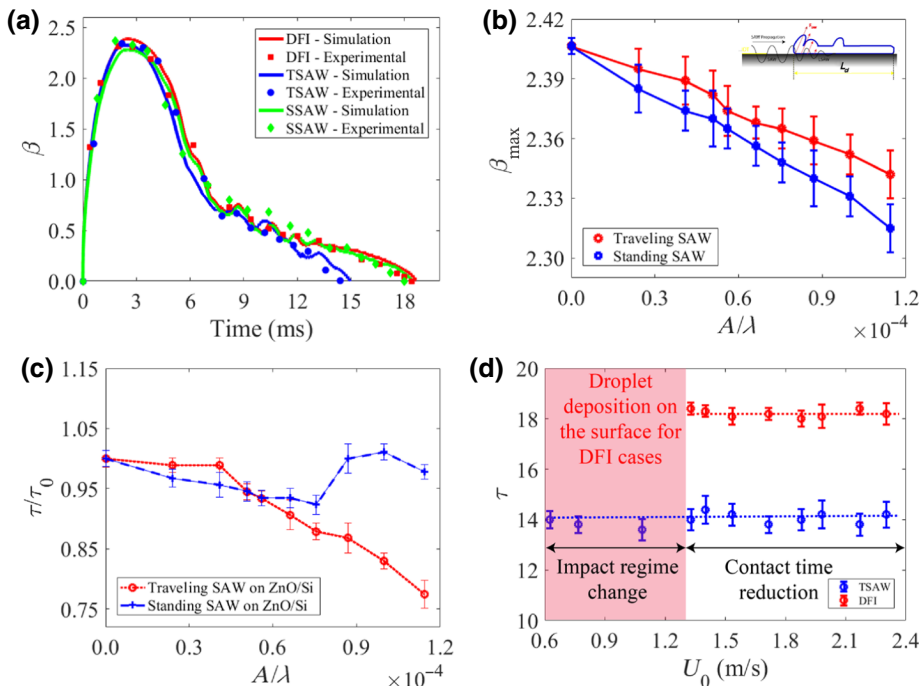 (a)
β
2.5
2.0
1.5
1.0
0.5
0.0
0
3
6
9
12
15
18
Time (ms)
DFI - Simulation
DFI - Experimental
TSAW - Simulation
TSAW - Experimental
SSAW - Simulation
SSAW - Experimental
(b)
βmax
2.42
2.39
2.36
2.33
2.30
0.0
0.3
0.6
0.9
1.2
A/λ
×10⁻⁴
SAW Propagation
Traveling SAW
Standing SAW
(c)
τ/τ0
1.15
1.05
0.95
0.85
0.75
0.0
0.3
0.6
0.9
1.2
A/λ
×10⁻⁴
Traveling SAW on ZnO/Si
Standing SAW on ZnO/Si
(d)
τ
20
18
16
14
12
10
0.6
0.9
1.2
1.5
1.8
2.1
2.4
U0 (m/s)
Droplet
deposition on
the surface for
DFI cases
Impact regime
change
Contact time
reduction
TSAW
DFI